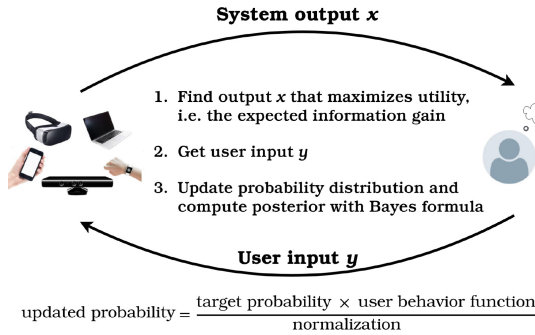 System output x
1. Find output x that maximizes utility,
i.e. the expected information gain
2. Get user input y
3. Update probability distribution and
compute posterior with Bayes formula
User input y
updated probability = target probability × user behavior function
normalization